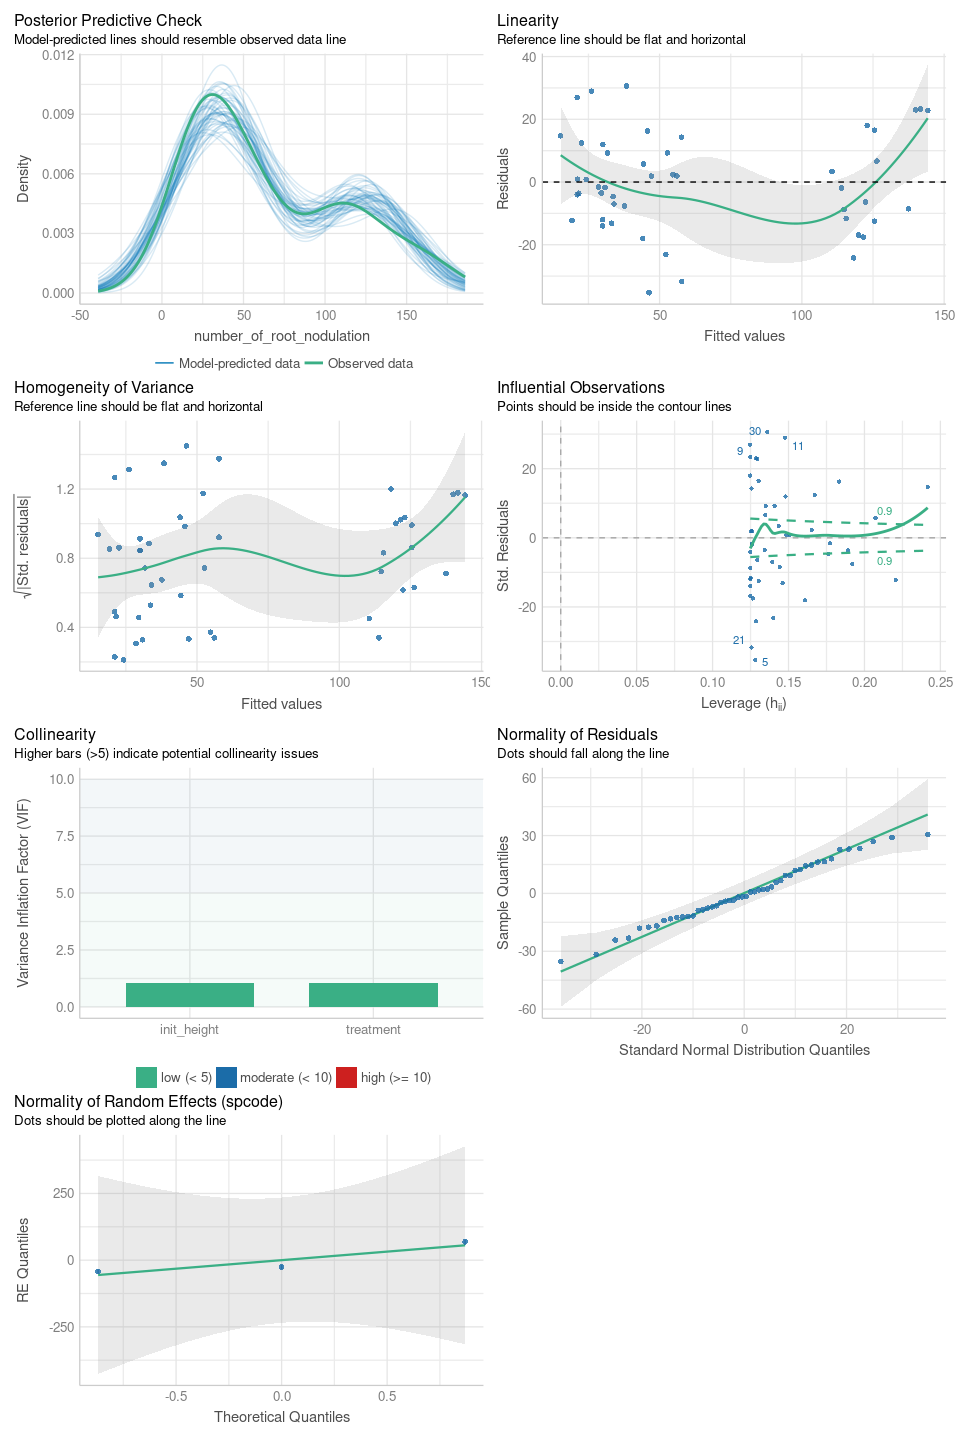 Posterior Predictive Check
Model-predicted lines should resemble observed data line
0.012
0.009
0.006
0.003
0.000
Density
-50
0
50
100
150
number_of_root_nodulation
Model-predicted data
Observed data
Linearity
Reference line should be flat and horizontal
40
20
0
-20
Residuals
50
100
150
Fitted values
Homogeneity of Variance
Reference line should be flat and horizontal
1.2
0.8
0.4
√|Std. residuals|
50
100
150
Fitted values
Influential Observations
Points should be inside the contour lines
30
11
9
0.9
0.9
21
5
20
0
-20
Std. Residuals
0.00
0.05
0.10
0.15
0.20
0.25
Leverage (hii)
Collinearity
Higher bars (>5) indicate potential collinearity issues
10.0
7.5
5.0
2.5
0.0
Variance Inflation Factor (VIF)
init_height
treatment
low (< 5)
moderate (< 10)
high (>= 10)
Normality of Residuals
Dots should fall along the line
60
30
0
-30
-60
Sample Quantiles
-20
0
20
Standard Normal Distribution Quantiles
Normality of Random Effects (spcode)
Dots should be plotted along the line
250
0
-250
RE Quantiles
-0.5
0.0
0.5
Theoretical Quantiles